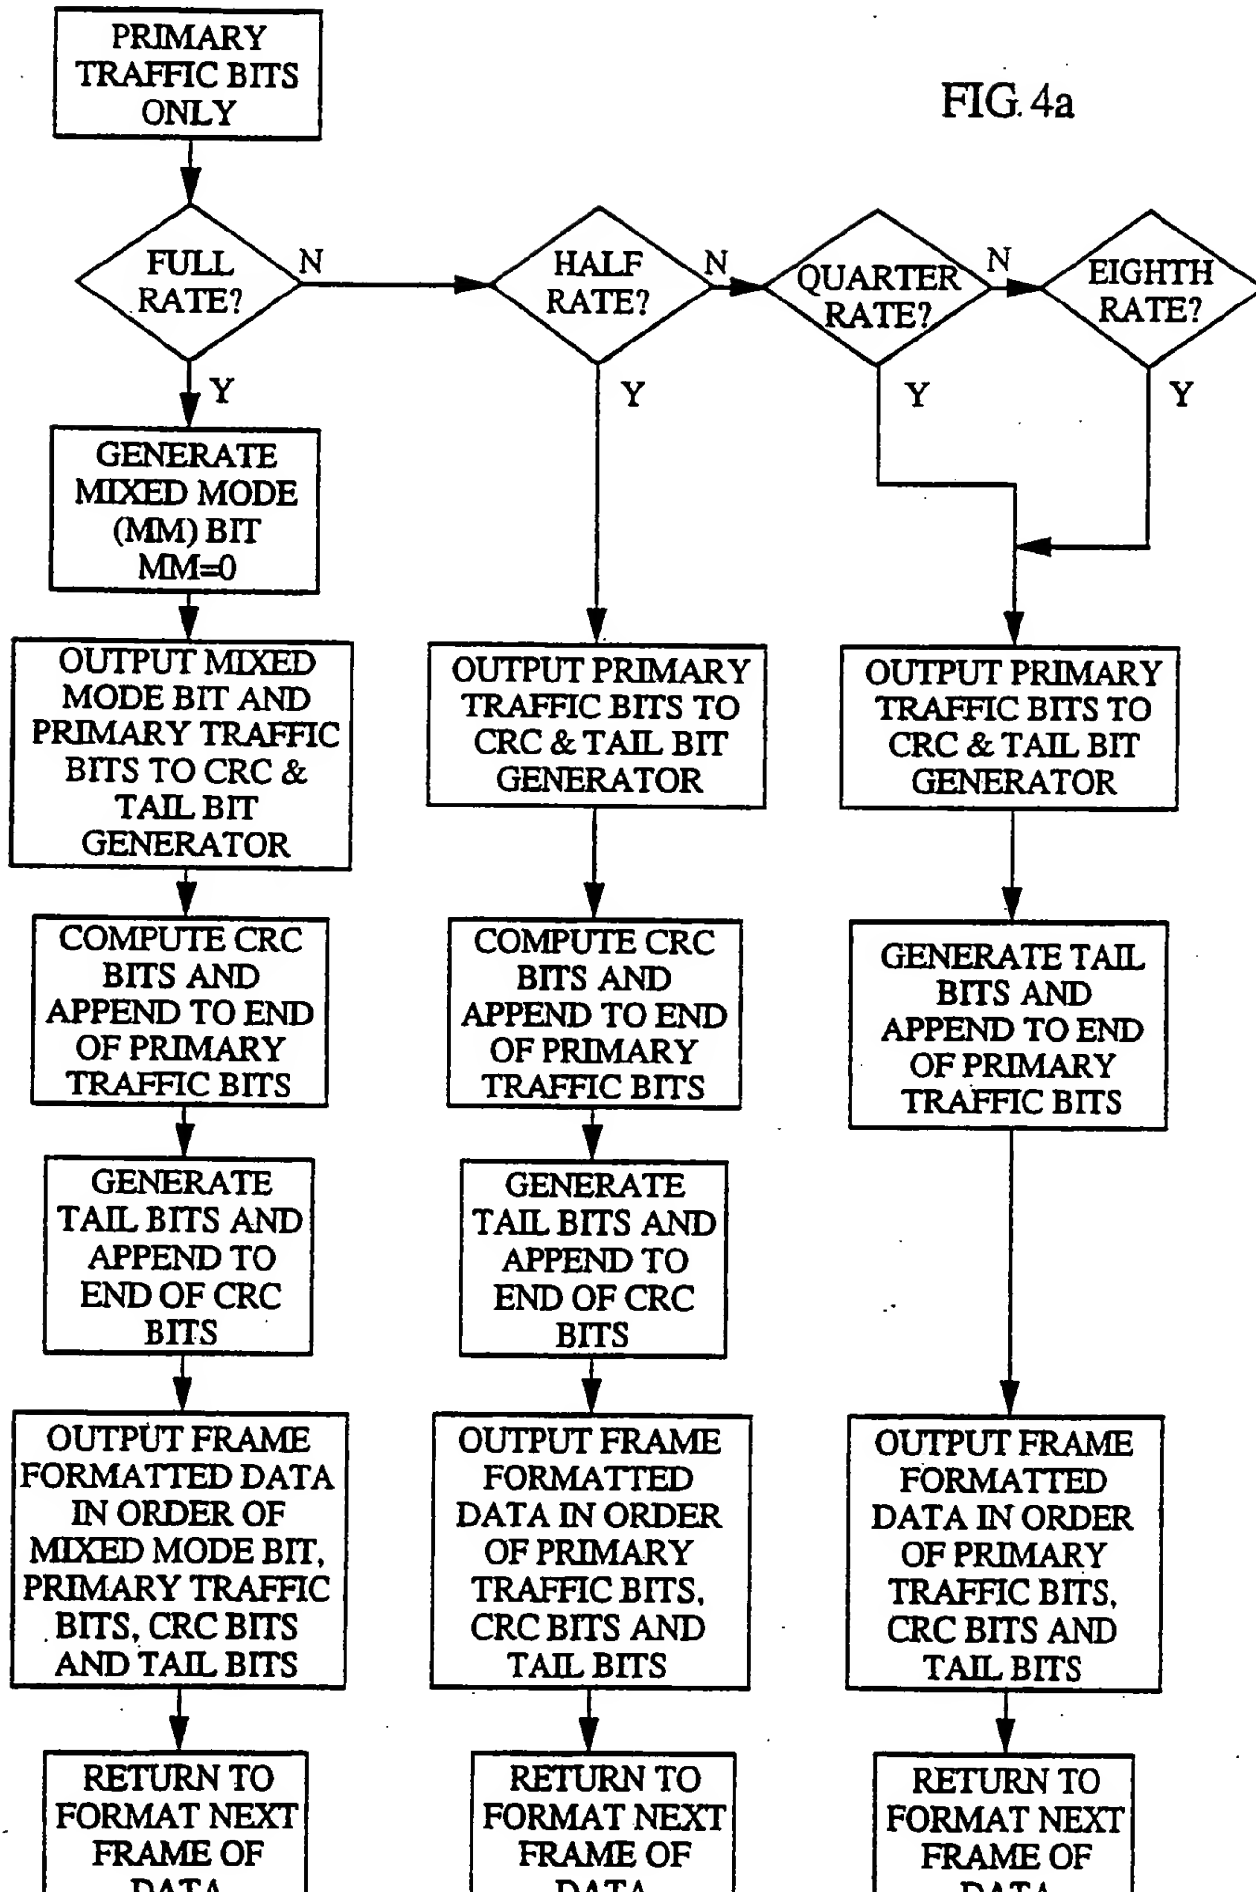 PRIMARY
TRAFFIC BITS
ONLY
FIG. 4a
FULL
RATE?
N
HALF
RATE?
N
QUARTER
RATE?
N
EIGHTH
RATE?
Y
Y
Y
Y
GENERATE
MIXED MODE
(MM) BIT
MM=0
OUTPUT MIXED
MODE BIT AND
PRIMARY TRAFFIC
BITS TO CRC &
TAIL BIT
GENERATOR
OUTPUT PRIMARY
TRAFFIC BITS TO
CRC & TAIL BIT
GENERATOR
OUTPUT PRIMARY
TRAFFIC BITS TO
CRC & TAIL BIT
GENERATOR
COMPUTE CRC
BITS AND
APPEND TO END
OF PRIMARY
TRAFFIC BITS
COMPUTE CRC
BITS AND
APPEND TO END
OF PRIMARY
TRAFFIC BITS
GENERATE TAIL
BITS AND
APPEND TO END
OF PRIMARY
TRAFFIC BITS
GENERATE
TAIL BITS AND
APPEND TO
END OF CRC
BITS
GENERATE
TAIL BITS AND
APPEND TO
END OF CRC
BITS
OUTPUT FRAME
FORMATTED DATA
IN ORDER OF
MIXED MODE BIT,
PRIMARY TRAFFIC
BITS, CRC BITS
AND TAIL BITS
OUTPUT FRAME
FORMATTED
DATA IN ORDER
OF PRIMARY
TRAFFIC BITS,
CRC BITS AND
TAIL BITS
OUTPUT FRAME
FORMATTED
DATA IN ORDER
OF PRIMARY
TRAFFIC BITS,
CRC BITS AND
TAIL BITS
RETURN TO
FORMAT NEXT
FRAME OF
DATA
RETURN TO
FORMAT NEXT
FRAME OF
DATA
RETURN TO
FORMAT NEXT
FRAME OF
DATA